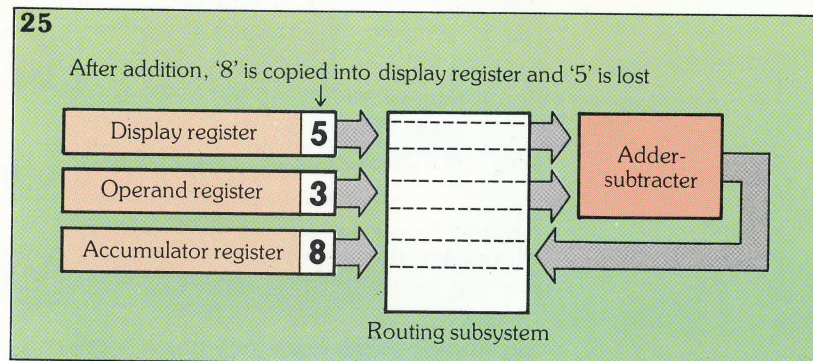 25
After addition, ‘8’ is copied into display register and ‘5’ is lost
Display register 5
Operand register 3
Accumulator register 8
Adder-
subtracter
Routing subsystem